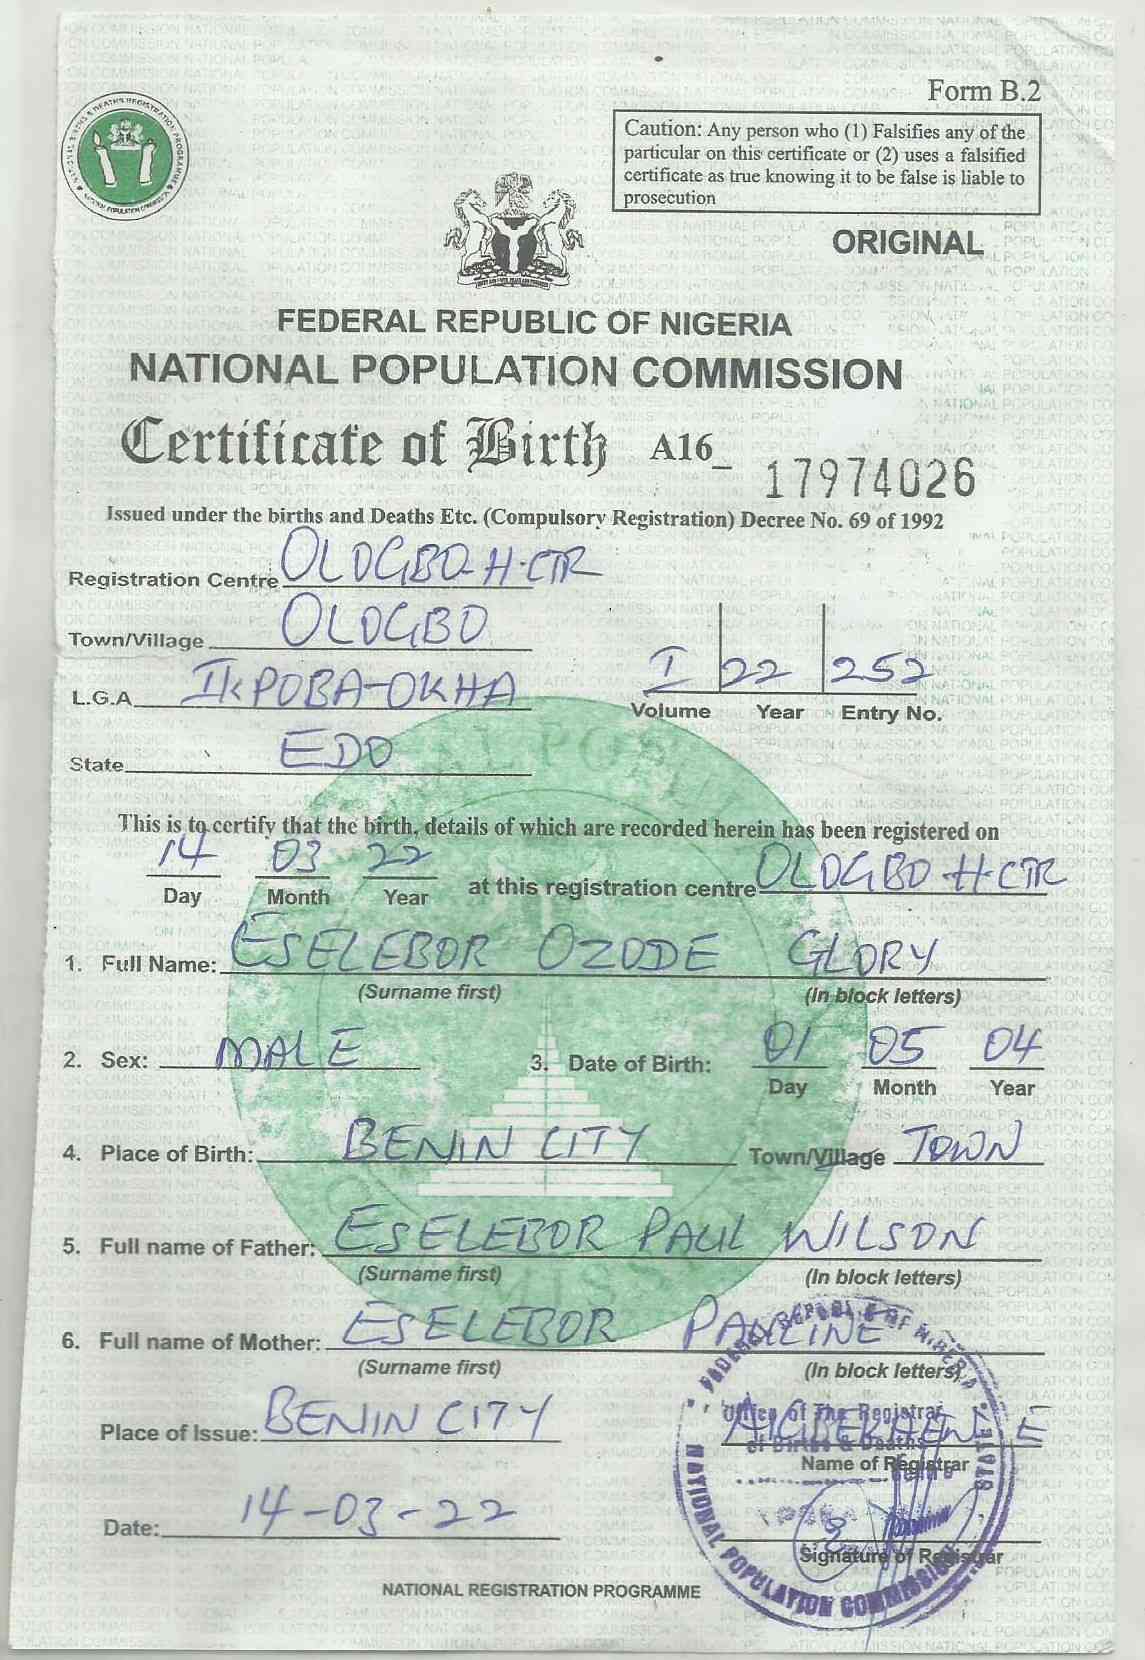 Form B.2
Caution: Any person who (1) Falsifies any of the
particular on this certificate or (2) uses a falsified
certificate as true knowing it to be false is liable to
prosecution
ORIGINAL
FEDERAL REPUBLIC OF NIGERIA
NATIONAL POPULATION COMMISSION
Certificate of Birth A16_ 17974026
Issued under the births and Deaths Etc. (Compulsory Registration) Decree No. 69 of 1992
Registration Centre OLOGBO-H-CTR
Town/Village OLOGBO
L.G.A IKPOBA-OKHA
I 22 252
Volume Year Entry No.
State EDO
This is to certify that the birth, details of which are recorded herein has been registered on
14 03 22 at this registration centre OLOGBO H-CTR
Day Month Year
1. Full Name: ESELEBOR OZODE GLORY
(Surname first) (In block letters)
2. Sex: MALE 3. Date of Birth: 01 05 04
Day Month Year
4. Place of Birth: BENIN CITY Town/Village TOWN
5. Full name of Father: ESELEBOR PAUL WILSON
(Surname first) (In block letters)
6. Full name of Mother: ESELEBOR PAULINE
(Surname first) (In block letters)
Place of Issue: BENIN CITY
Name of Registrar
Date: 14-03-22
Signature of Registrar
NATIONAL REGISTRATION PROGRAMME
FEDERAL REPUBLIC OF NIGERIA
Office of The Registrar
of Births & Deaths
NATIONAL POPULATION COMMISSION